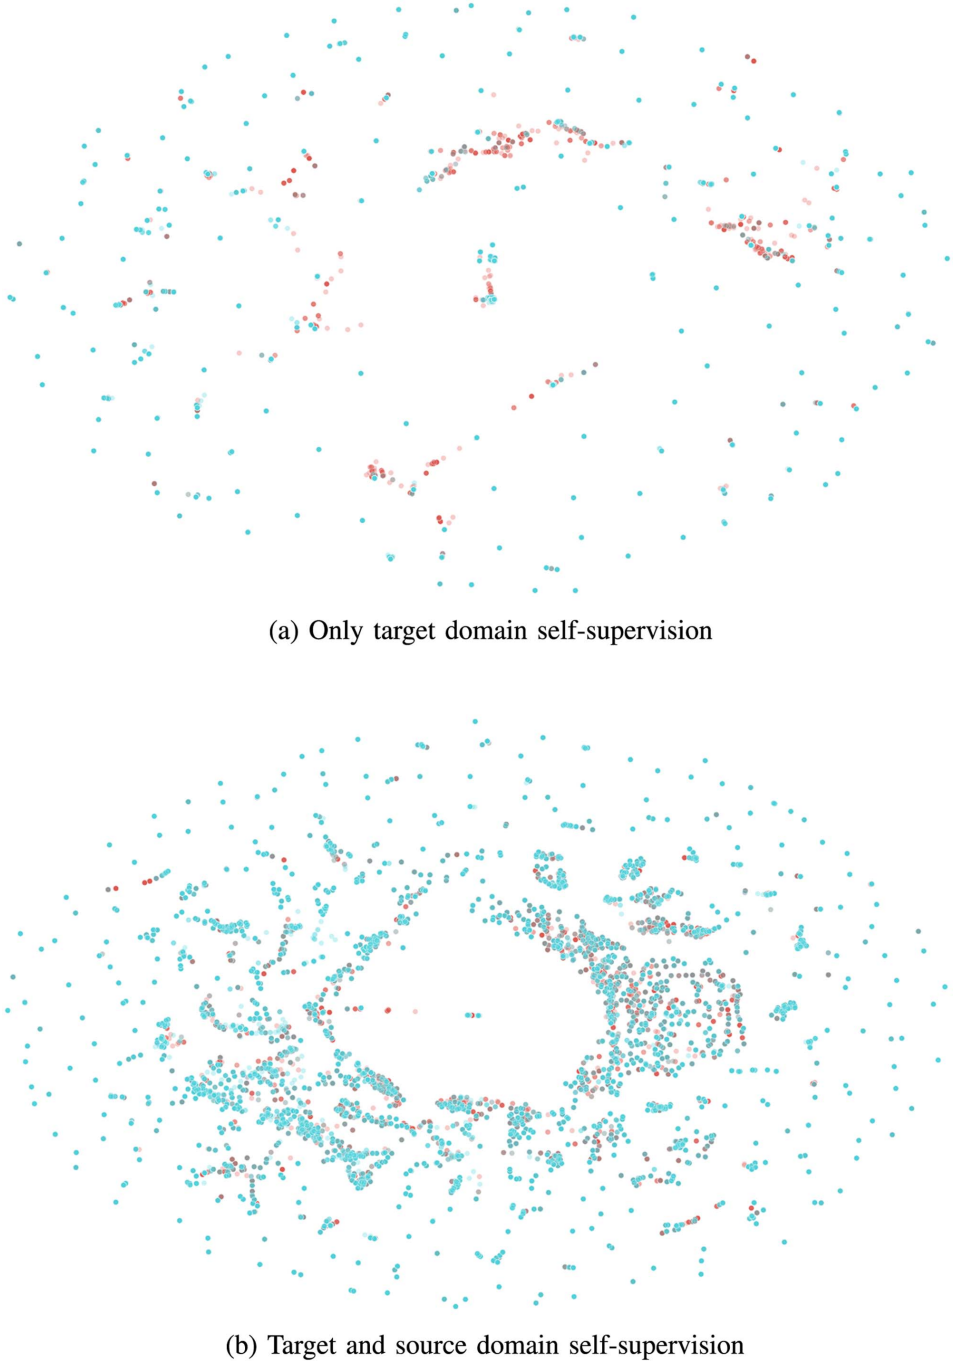 (a) Only target domain self-supervision
(b) Target and source domain self-supervision